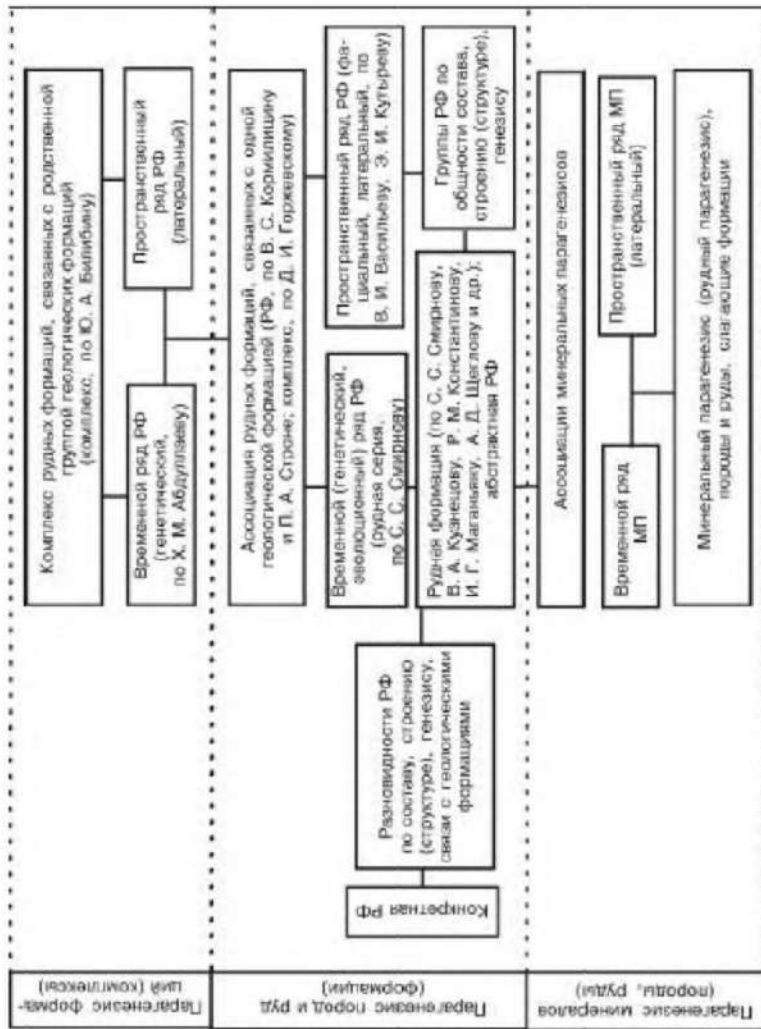 Парагенезис форма-
ций (комплексы)
Комплекс рудных формаций, связанных с родственной
группой геологических формаций
(комплекс, по Ю. А. Билибину)
Временной ряд РФ
(генетический,
по Х. М. Абдуллаеву)
Пространственный
ряд РФ
(латеральный)
Парагенезис пород и руд
(формации)
Ассоциация рудных формаций, связанных с одной
геологической формацией (РФ, по В. С. Кормилицину
и П. А. Строне; комплекс, по Д. И. Горжевскому)
Временной (генетический,
эволюционный) ряд РФ
(рудная серия,
по С. С. Смирнову)
Пространственный ряд РФ (фа-
циальный, латеральный, по
В. И. Васильеву, Э. И. Кутыреву)
Конкретная РФ
Разновидности РФ
по составу, строению
(структуре), генезису,
связи с геологическими
формациями
Рудная формация (по С. С. Смирнову,
В. А. Кузнецову, Р. М. Константинову,
И. Г. Магакьяну, А. Д. Щеглову и др.);
абстрактная РФ
Группы РФ по
общности состава,
строению (структуре),
генезису
Парагенезис минералов
(породы, руды)
Ассоциации минеральных парагенезисов
Временной ряд
МП
Пространственный ряд МП
(латеральный)
Минеральный парагенезис (рудный парагенезис),
породы и руды, слагающие формации